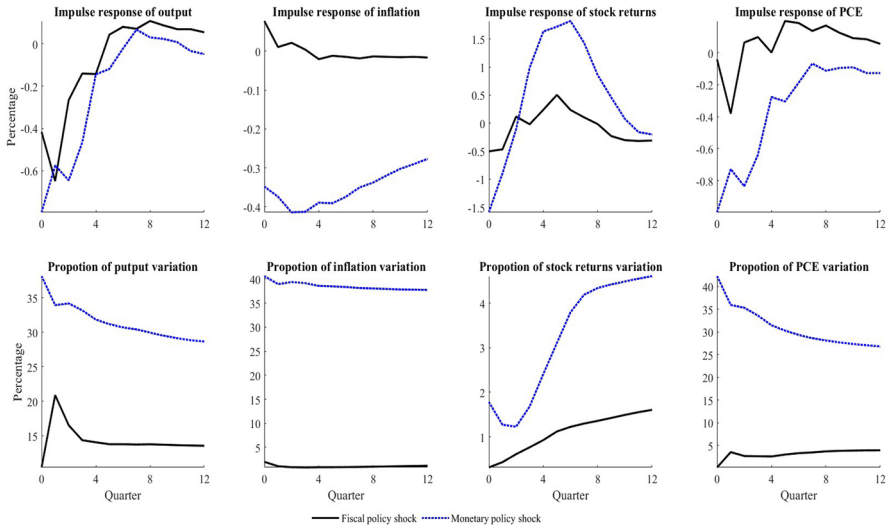 Impulse response of output
Impulse response of inflation
Impulse response of stock returns
Impulse response of PCE
Percentage
0
-0.2
-0.4
-0.6
0 4 8 12
0
-0.1
-0.2
-0.3
-0.4
0 4 8 12
1.5
1
0.5
0
-0.5
-1
-1.5
0 4 8 12
0
-0.2
-0.4
-0.6
-0.8
0 4 8 12
Propotion of putput variation
Propotion of inflation variation
Propotion of stock returns variation
Propotion of PCE variation
Percentage
35
30
25
20
15
0 4 8 12
Quarter
40
35
30
25
20
15
10
5
0 4 8 12
Quarter
4
3
2
1
0 4 8 12
Quarter
40
35
30
25
20
15
10
5
0 4 8 12
Quarter
Fiscal policy shock Monetary policy shock